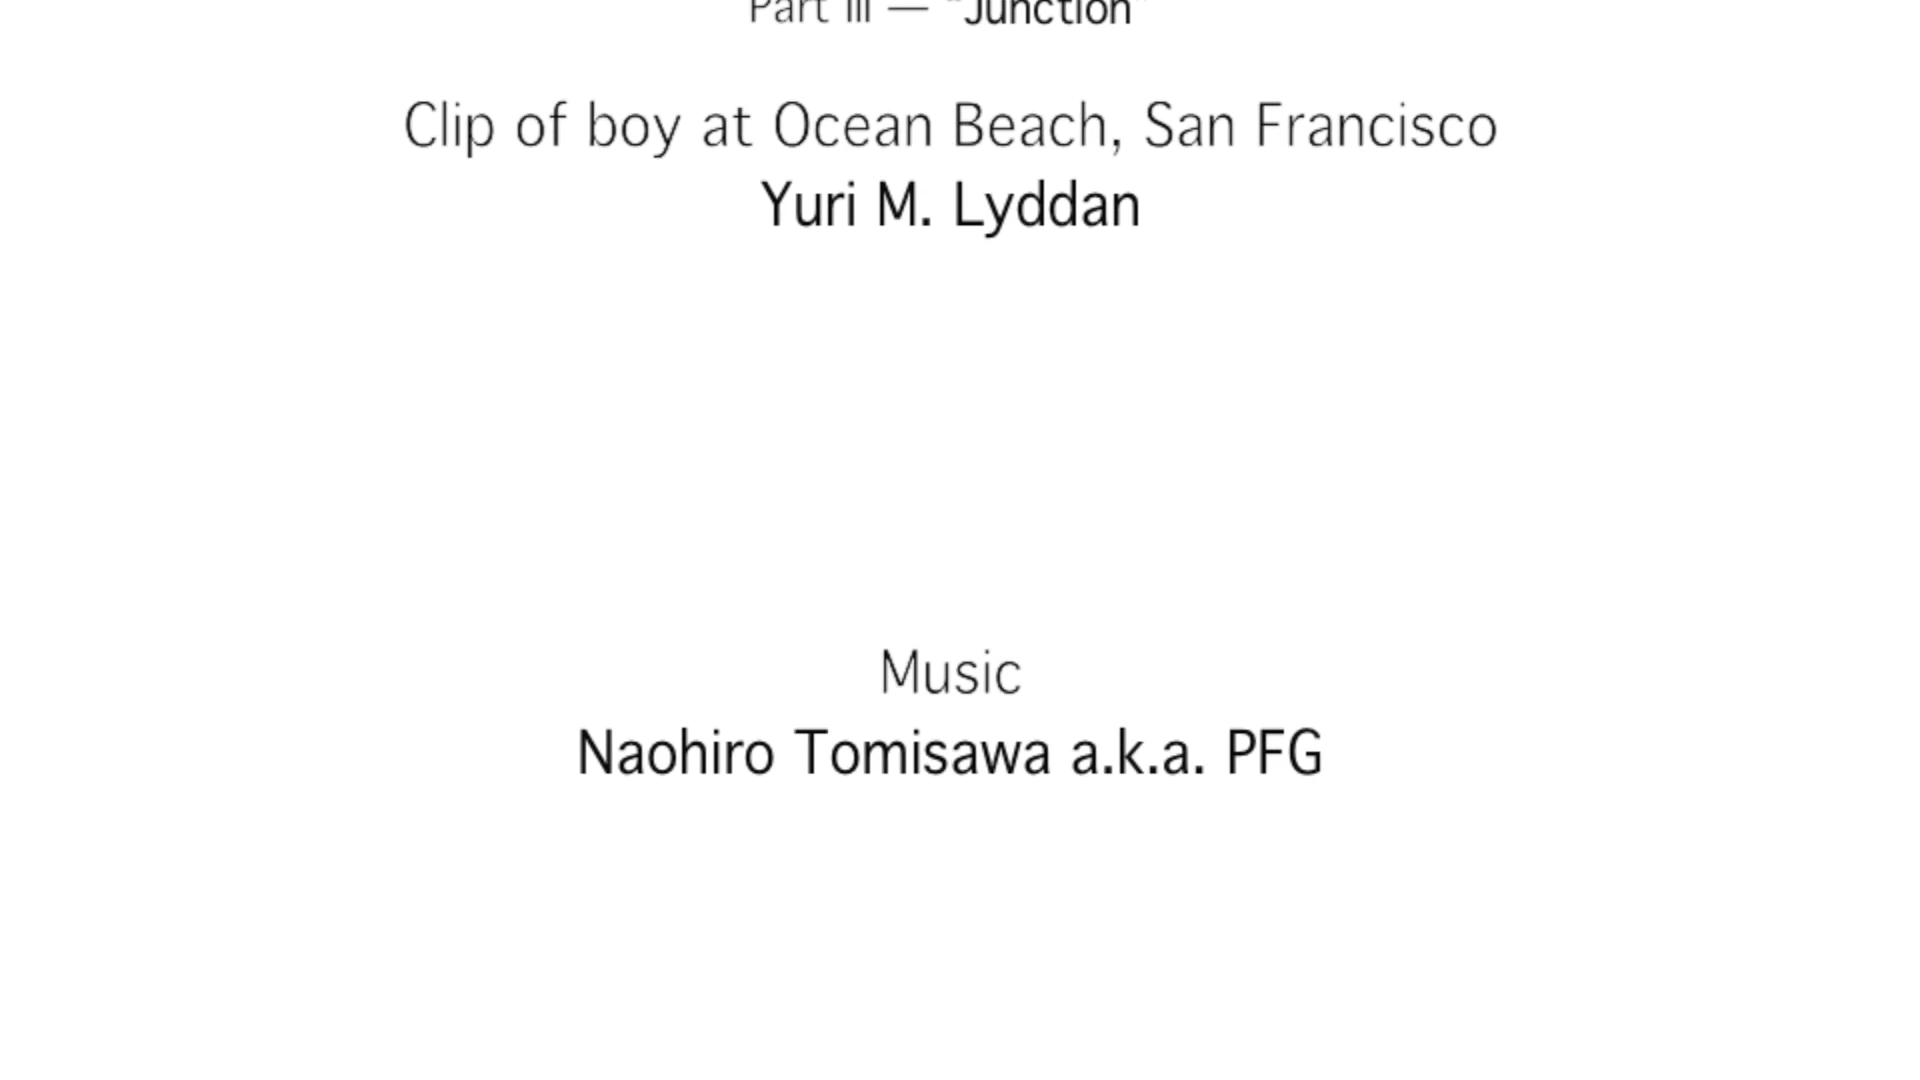 Part III — “Junction”
Clip of boy at Ocean Beach, San Francisco
Yuri M. Lyddan
Music
Naohiro Tomisawa a.k.a. PFG